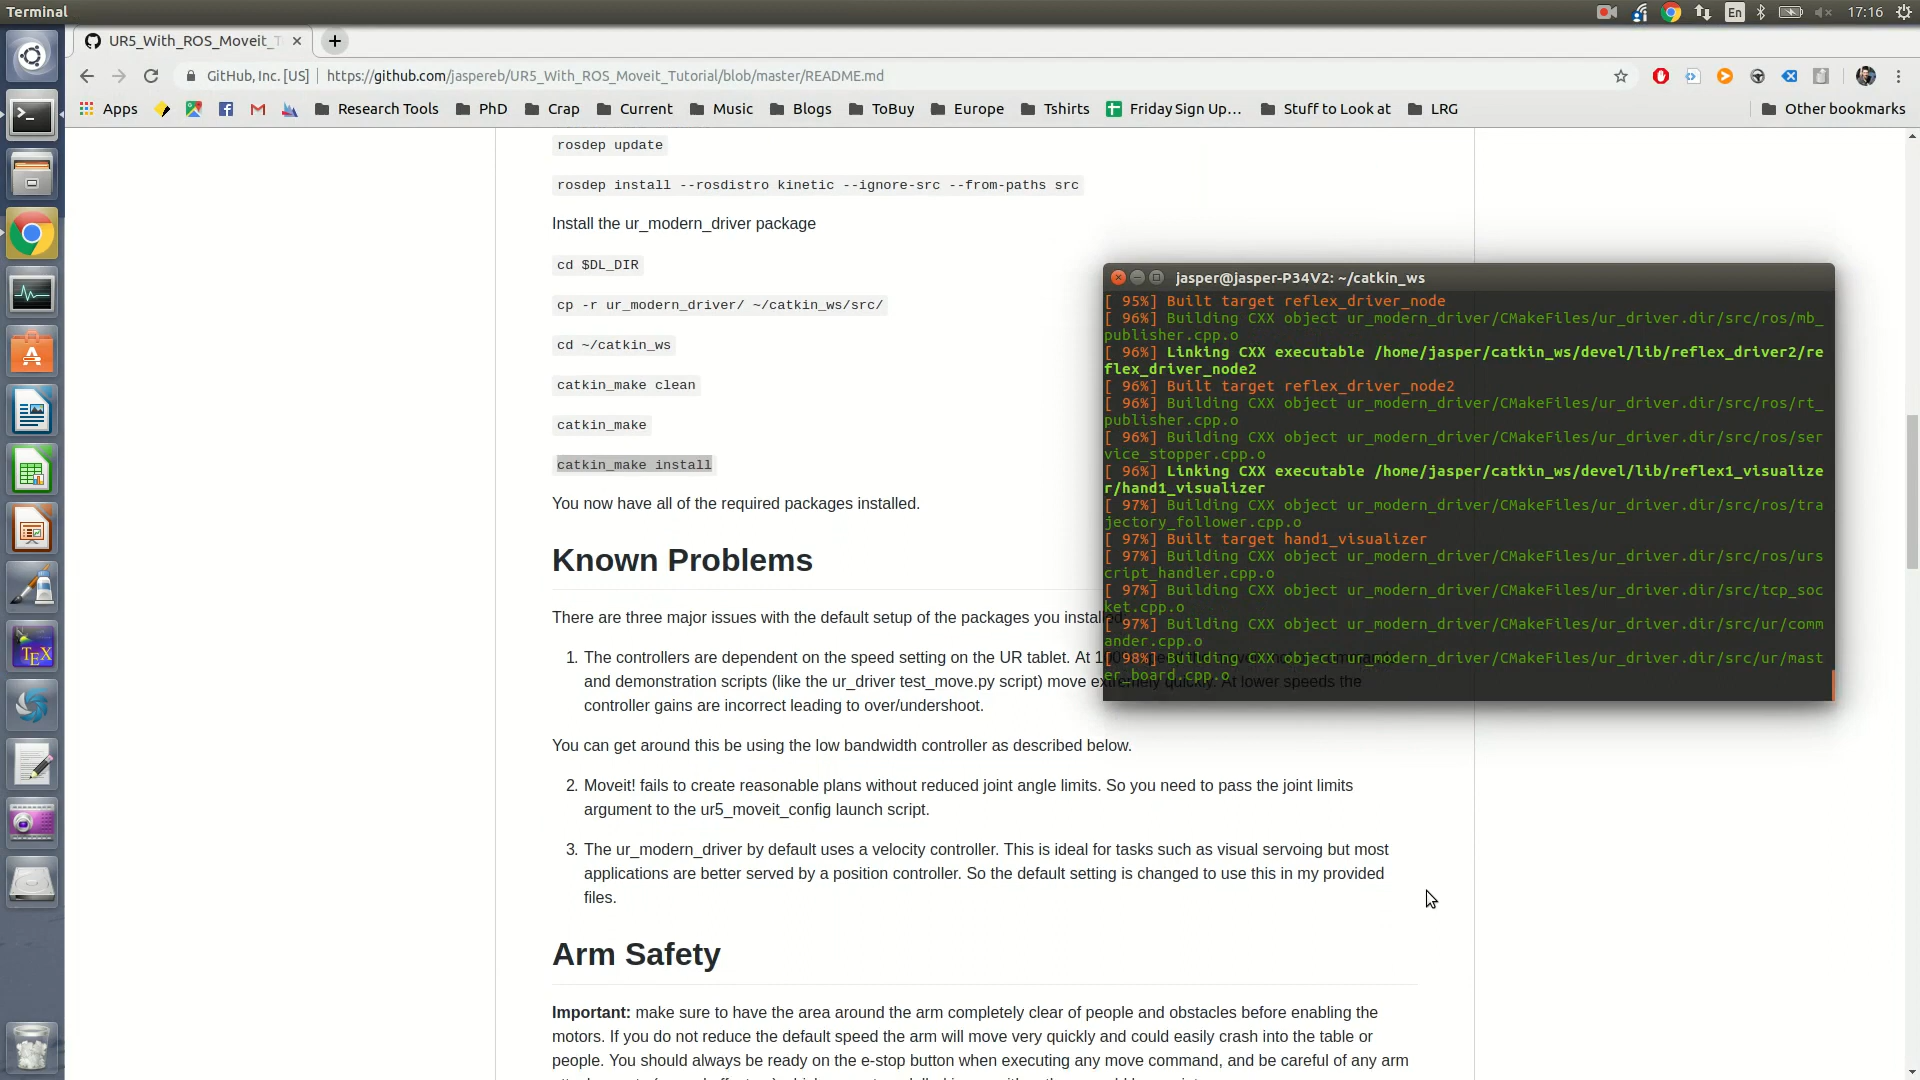 Terminal
En
17:16
UR5_With_ROS_Moveit_T
GitHub, Inc. [US]
https://github.com/jaspereb/UR5_With_ROS_Moveit_Tutorial/blob/master/README.md
Apps
Research Tools
PhD
Crap
Current
Music
Blogs
ToBuy
Europe
Tshirts
Friday Sign Up...
Stuff to Look at
LRG
Other bookmarks
rosdep update
rosdep install --rosdistro kinetic --ignore-src --from-paths src
Install the ur_modern_driver package
cd $DL_DIR
cp -r ur_modern_driver/ ~/catkin_ws/src/
cd ~/catkin_ws
catkin_make clean
catkin_make
catkin_make install
You now have all of the required packages installed.
Known Problems
There are three major issues with the default setup of the packages you installed
1. The controllers are dependent on the speed setting on the UR tablet. At
and demonstration scripts (like the ur_driver test_move.py script) move extremely quickly. At lower speeds the
controller gains are incorrect leading to over/undershoot.
You can get around this be using the low bandwidth controller as described below.
2. Moveit! fails to create reasonable plans without reduced joint angle limits. So you need to pass the joint limits
argument to the ur5_moveit_config launch script.
3. The ur_modern_driver by default uses a velocity controller. This is ideal for tasks such as visual servoing but most
applications are better served by a position controller. So the default setting is changed to use this in my provided
files.
Arm Safety
Important: make sure to have the area around the arm completely clear of people and obstacles before enabling the
motors. If you do not reduce the default speed the arm will move very quickly and could easily crash into the table or
people. You should always be ready on the e-stop button when executing any move command, and be careful of any arm
jasper@jasper-P34V2: ~/catkin_ws
[ 95%] Built target reflex_driver_node
[ 96%] Building CXX object ur_modern_driver/CMakeFiles/ur_driver.dir/src/ros/mb_
publisher.cpp.o
[ 96%] Linking CXX executable /home/jasper/catkin_ws/devel/lib/reflex_driver2/re
flex_driver_node2
[ 96%] Built target reflex_driver_node2
[ 96%] Building CXX object ur_modern_driver/CMakeFiles/ur_driver.dir/src/ros/rt_
publisher.cpp.o
[ 96%] Building CXX object ur_modern_driver/CMakeFiles/ur_driver.dir/src/ros/ser
vice_stopper.cpp.o
[ 96%] Linking CXX executable /home/jasper/catkin_ws/devel/lib/reflex1_visualize
r/hand1_visualizer
[ 97%] Building CXX object ur_modern_driver/CMakeFiles/ur_driver.dir/src/ros/tra
jectory_follower.cpp.o
[ 97%] Built target hand1_visualizer
[ 97%] Building CXX object ur_modern_driver/CMakeFiles/ur_driver.dir/src/ros/urs
cript_handler.cpp.o
[ 97%] Building CXX object ur_modern_driver/CMakeFiles/ur_driver.dir/src/tcp_soc
ket.cpp.o
[ 97%] Building CXX object ur_modern_driver/CMakeFiles/ur_driver.dir/src/ur/comm
ander.cpp.o
[ 98%] Building CXX object ur_modern_driver/CMakeFiles/ur_driver.dir/src/ur/mast
er_board.cpp.o
TEX